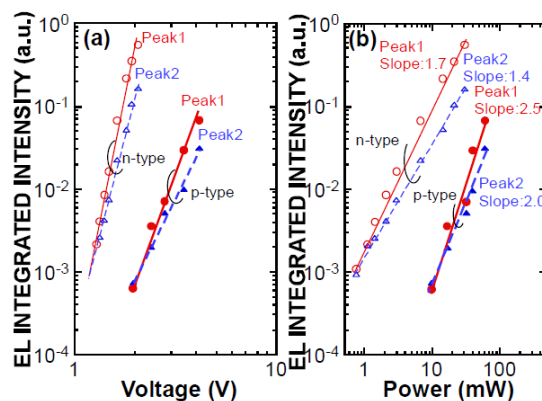 EL INTEGRATED INTENSITY (a.u.)
10^0
10^-1
10^-2
10^-3
10^-4
(a)
Peak1
Peak2
Peak1
Peak2
n-type
p-type
1
10
Voltage (V)
EL INTEGRATED INTENSITY (a.u.)
10^0
10^-1
10^-2
10^-3
10^-4
(b)
Peak1
Slope:1.7
Peak2
Slope:1.4
Peak1
Slope:2.5
n-type
p-type
Peak2
Slope:2.0
1
10
100
Power (mW)